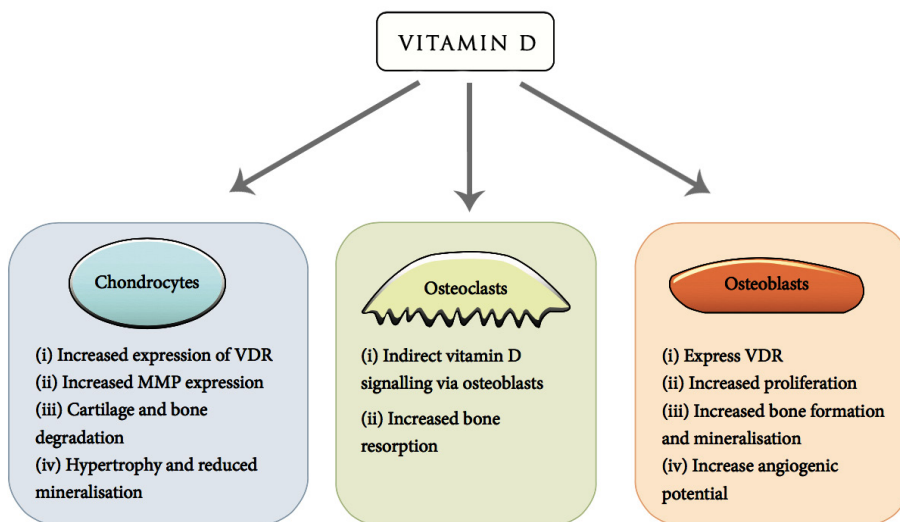 VITAMIN D
Chondrocytes
(i) Increased expression of VDR
(ii) Increased MMP expression
(iii) Cartilage and bone
degradation
(iv) Hypertrophy and reduced
mineralisation
Osteoclasts
(i) Indirect vitamin D
signalling via osteoblasts
(ii) Increased bone
resorption
Osteoblasts
(i) Express VDR
(ii) Increased proliferation
(iii) Increased bone formation
and mineralisation
(iv) Increase angiogenic
potential